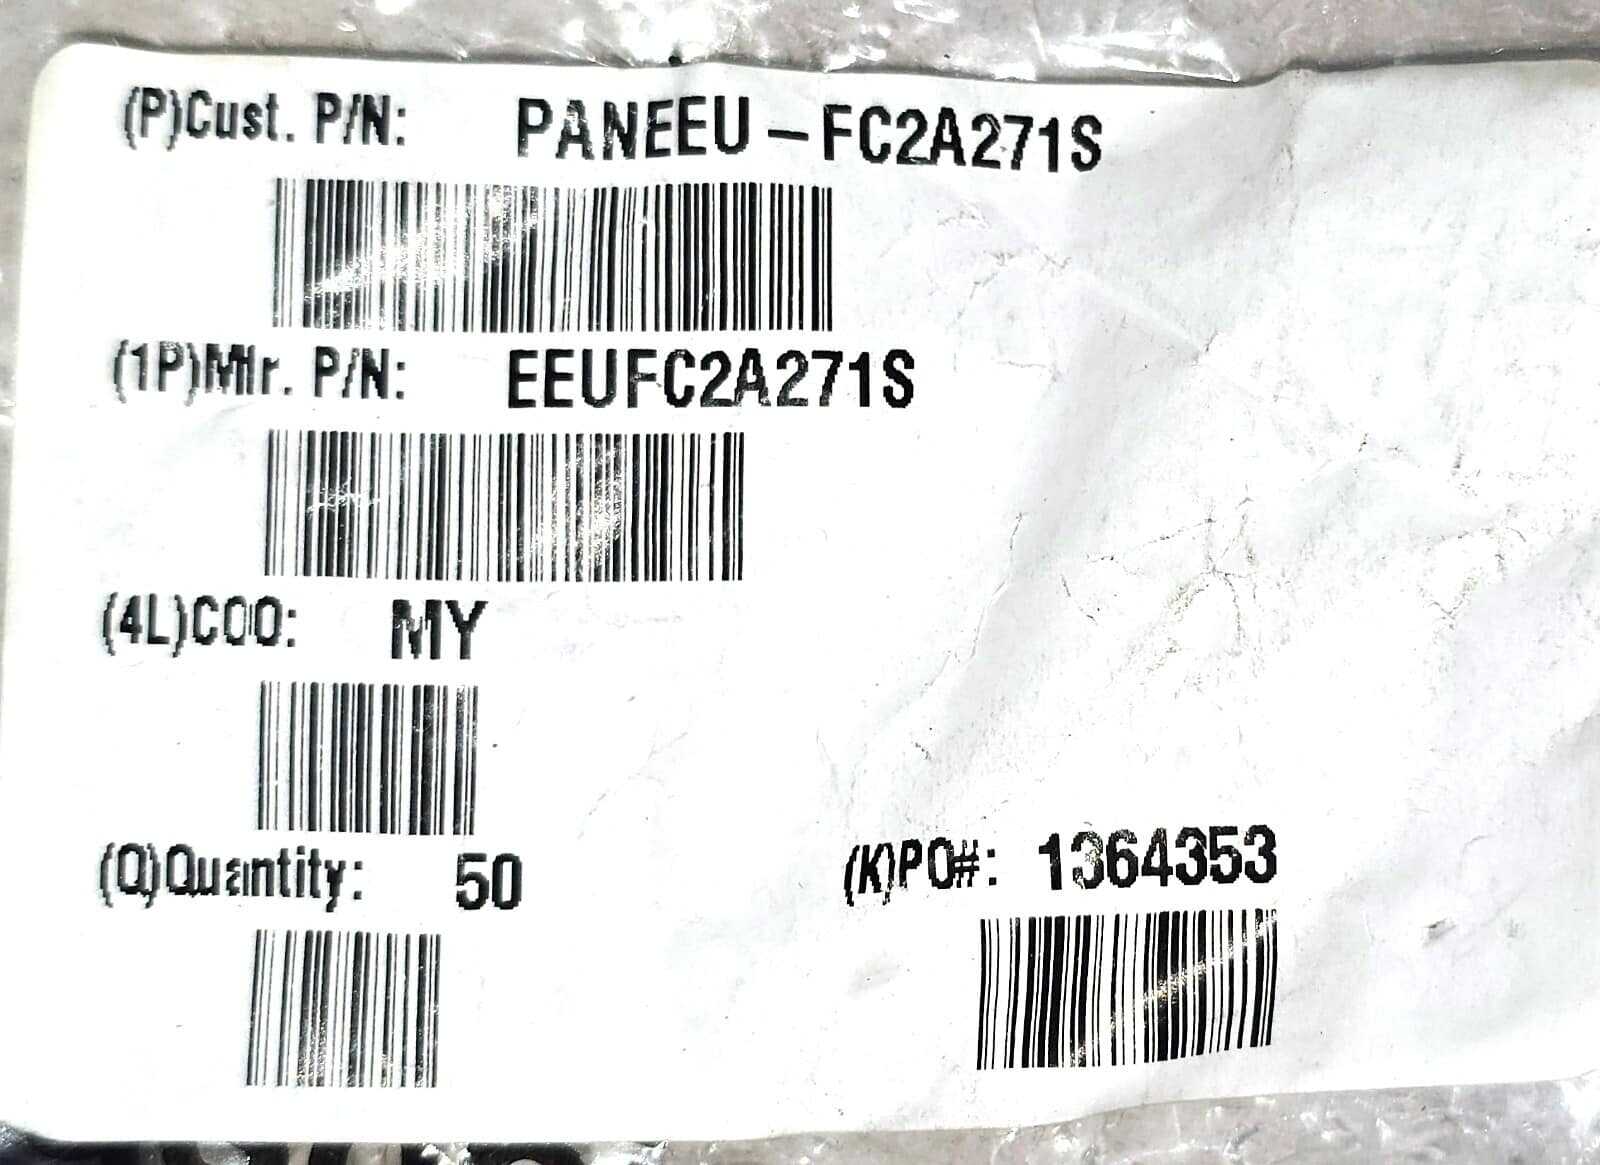 (P)Cust. P/N: PANEEU-FC2A271S
(1P)Mfr. P/N: EEUFC2A271S
(4L)COO: MY
(Q)Quantity: 50
(K)PO#: 1364353